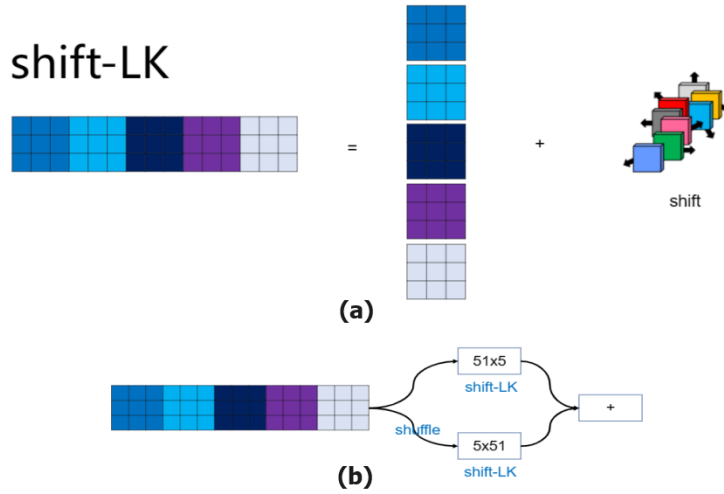 shift-LK
=
+
shift
(a)
51x5
shift-LK
+
shuffle
5x51
shift-LK
(b)